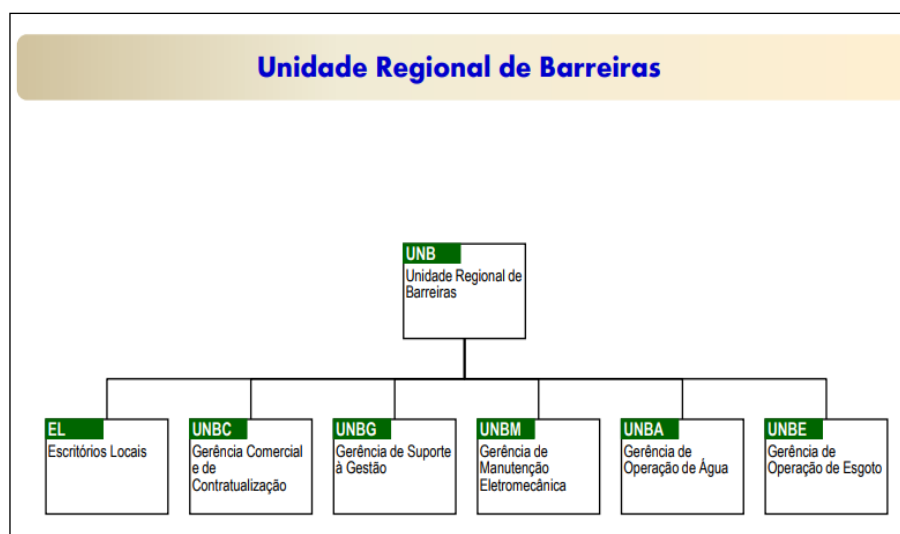 Unidade Regional de Barreiras
UNB
Unidade Regional de
Barreiras
EL
Escritórios Locais
UNBC
Gerência Comercial
e de
Contratualização
UNBG
Gerência de Suporte
à Gestão
UNBM
Gerência de
Manutenção
Eletromecânica
UNBA
Gerência de
Operação de Água
UNBE
Gerência de
Operação de Esgoto